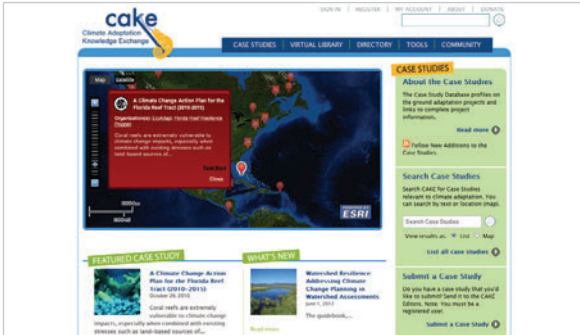 SIGN IN | REGISTER | MY ACCOUNT | ABOUT | DONATE
cake
Climate Adaptation
Knowledge Exchange
CASE STUDIES | VIRTUAL LIBRARY | DIRECTORY | TOOLS | COMMUNITY
Map Satellite
A Climate Change Action Plan for the
Florida Reef Tract (2010-2015)
Organization(s): EcoAdapt, Florida Reef Resilience
Program
Coral reefs are extremely vulnerable to
climate change impacts, especially when
combined with existing stresses such as
land-based sources of...
Close
POWERED BY
ESRI
CASE STUDIES
About the Case Studies
The Case Study Database profiles on
the ground adaptation projects and
links to complete project
information.
Read more
Follow New Additions to the
Case Studies.
Search Case Studies
Search CAKE for Case Studies
relevant to climate adaptation. You
can search by text or location (map).
Search Case Studies
View results as: List Map
List all case studies
Submit a Case Study
Do you have a case study that you'd
like to submit? Send it to the CAKE
Editors. Note: You must be a
registered user.
Submit a Case Study
FEATURED CASE STUDY
A Climate Change Action
Plan for the Florida Reef
Tract (2010-2015)
October 26, 2010
Coral reefs are extremely
vulnerable to climate change
impacts, especially when combined with existing
stresses such as land-based sources of...
WHAT'S NEW
Watershed Resilience:
Addressing Climate
Change Planning in
Watershed Assessments
June 1, 2012
The guidebook,...
Read more